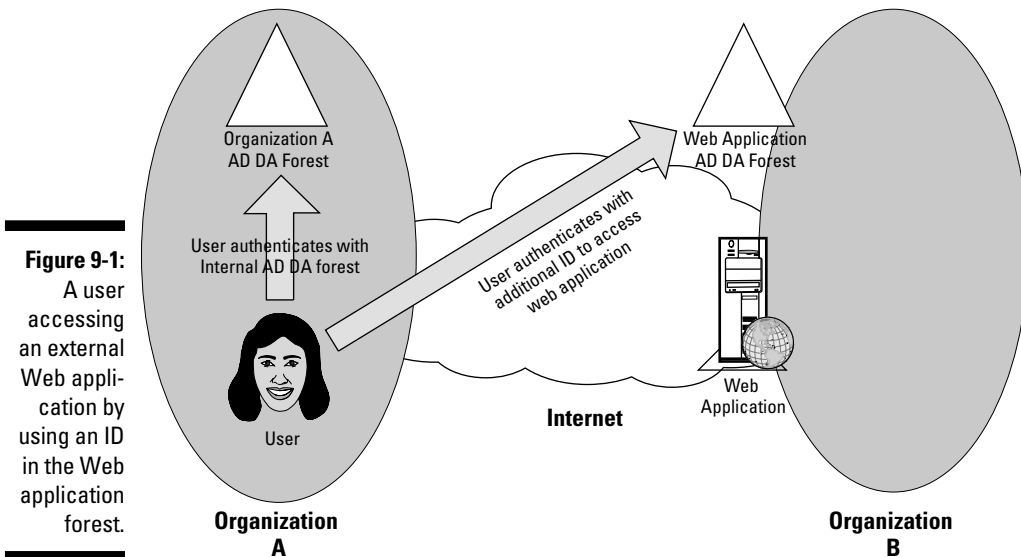 Figure 9-1:
A user
accessing
an external
Web appli-
cation by
using an ID
in the Web
application
forest.
Organization A
AD DA Forest
User authenticates with
Internal AD DA forest
User
Organization
A
User authenticates with
additional ID to access
web application
Internet
Web Application
AD DA Forest
Web
Application
Organization
B